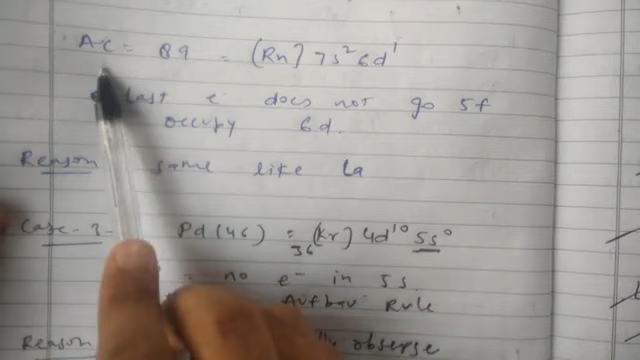 Ac = 89 = [Rn] 7s² 6d¹
last e⁻ does not go 5f
occupy 6d.
Reason same like La
Case-3- Pd(46) = 36[Kr] 4d¹⁰ 5s⁰
= no e⁻ in 5s
Aufbau Rule
Reason observe